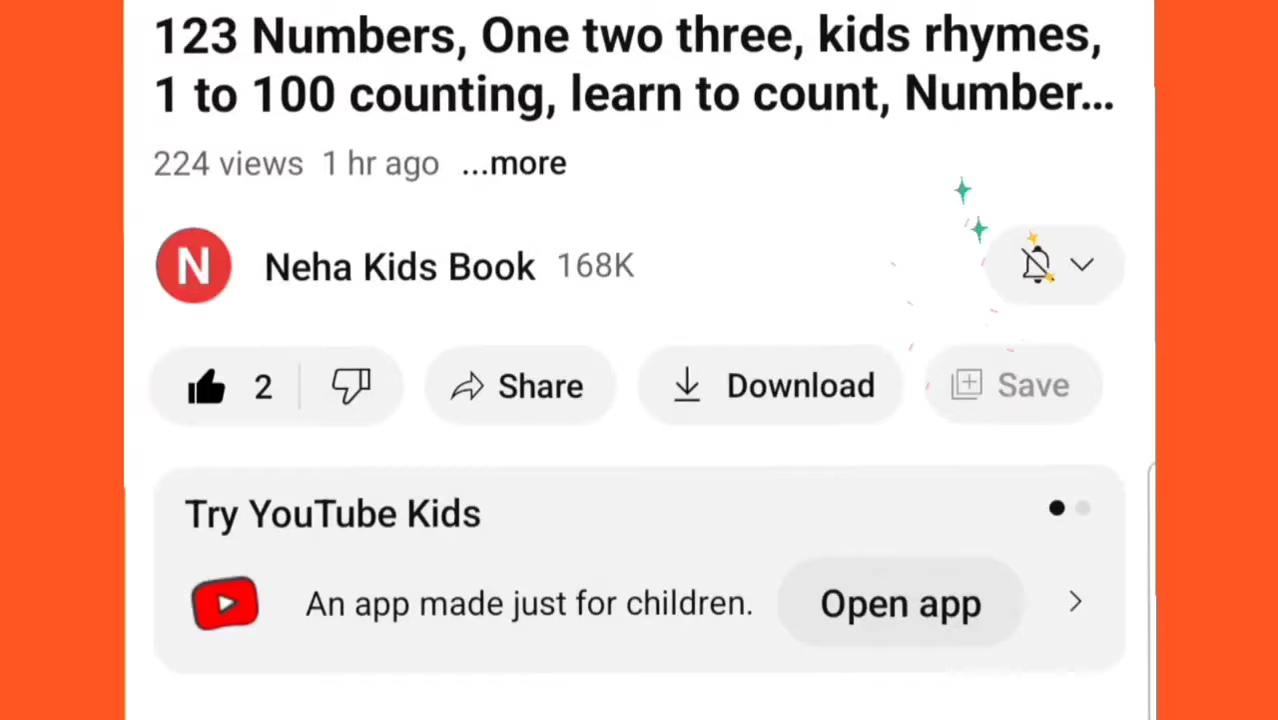 123 Numbers, One two three, kids rhymes,
1 to 100 counting, learn to count, Number...
224 views 1 hr ago ...more
N Neha Kids Book 168K
2 Share Download Save
Try YouTube Kids
An app made just for children. Open app